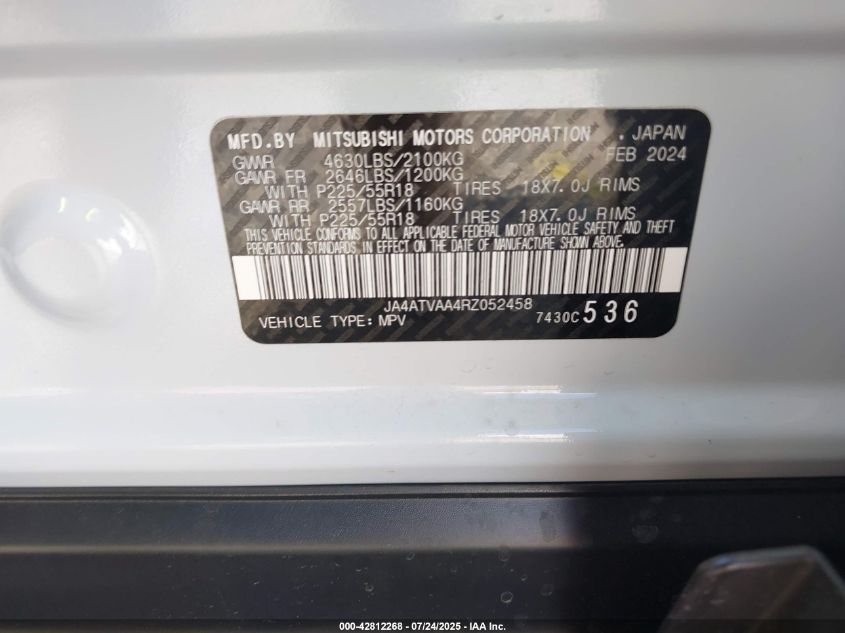 MFD.BY MITSUBISHI MOTORS CORPORATION . JAPAN
GVWR 4630LBS/2100KG FEB 2024
GAWR FR 2646LBS/1200KG
WITH P225/55R18 TIRES 18X7.0J RIMS
GAWR RR 2557LBS/1160KG
WITH P225/55R18 TIRES 18X7.0J RIMS
THIS VEHICLE CONFORMS TO ALL APPLICABLE FEDERAL MOTOR VEHICLE SAFETY AND THEFT
PREVENTION STANDARDS IN EFFECT ON THE DATE OF MANUFACTURE SHOWN ABOVE.
JA4ATVAA4RZ052458
VEHICLE TYPE: MPV 7430C 536
000-42812268 - 07/24/2025 - IAA Inc.